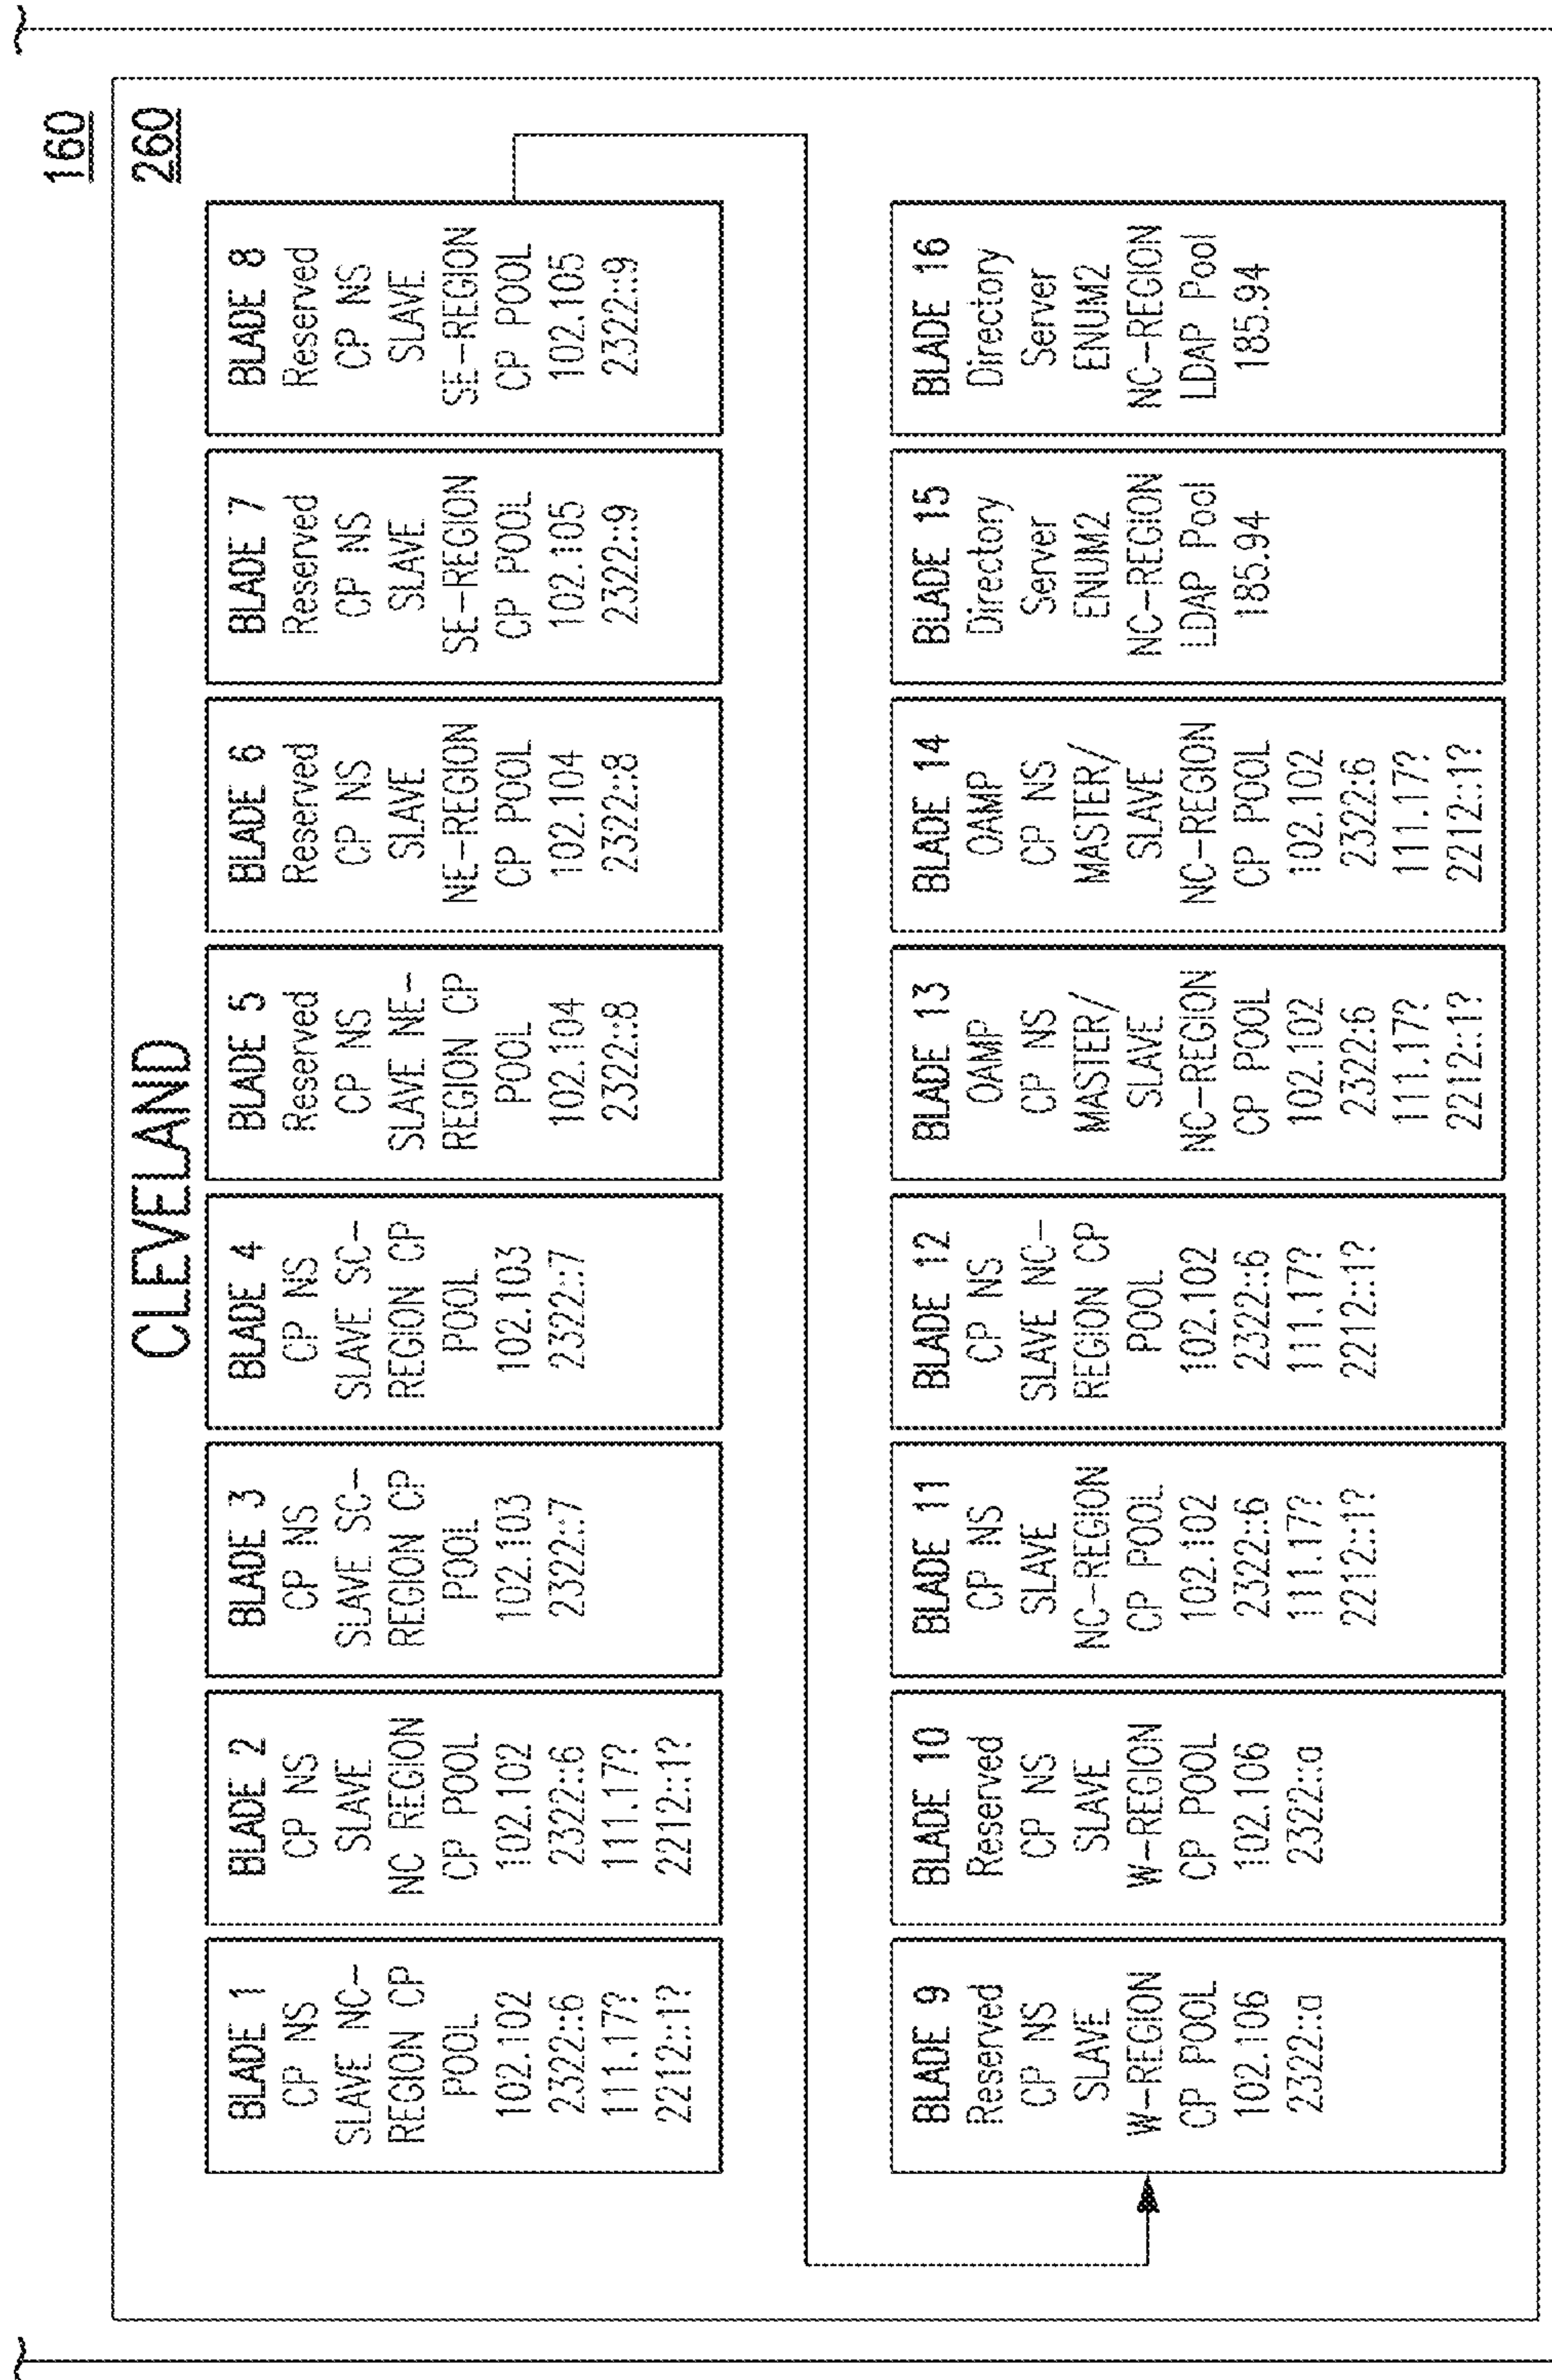 160
CLEVELAND
260
BLADE 1
CP NS
SLAVE NC-
REGION CP
POOL
102.102
2322::6
111.17?
2212::1?
BLADE 2
CP NS
SLAVE
NC REGION
CP POOL
102.102
2322::6
111.17?
2212::1?
BLADE 3
CP NS
SLAVE SC-
REGION CP
POOL
102.103
2322::7
BLADE 4
CP NS
SLAVE SC-
REGION CP
POOL
102.103
2322::7
BLADE 5
Reserved
CP NS
SLAVE NE-
REGION CP
POOL
102.104
2322::8
BLADE 6
Reserved
CP NS
SLAVE
NE-REGION
CP POOL
102.104
2322::8
BLADE 7
Reserved
CP NS
SLAVE
SE-REGION
CP POOL
102.105
2322::9
BLADE 8
Reserved
CP NS
SLAVE
SE-REGION
CP POOL
102.105
2322::9
BLADE 9
Reserved
CP NS
SLAVE
W-REGION
CP POOL
102.106
2322::a
BLADE 10
Reserved
CP NS
SLAVE
W-REGION
CP POOL
102.106
2322::a
BLADE 11
CP NS
SLAVE
NC-REGION
CP POOL
102.102
2322::6
111.17?
2212::1?
BLADE 12
CP NS
SLAVE NC-
REGION CP
POOL
102.102
2322::6
111.17?
2212::1?
BLADE 13
OAMP
CP NS
MASTER/
SLAVE
NC-REGION
CP POOL
102.102
2322:6
111.17?
2212::1?
BLADE 14
OAMP
CP NS
MASTER/
SLAVE
NC-REGION
CP POOL
102.102
2322:6
111.17?
2212::1?
BLADE 15
Directory
Server
ENUM2
NC-REGION
LDAP Pool
185.94
BLADE 16
Directory
Server
ENUM2
NC-REGION
LDAP Pool
185.94